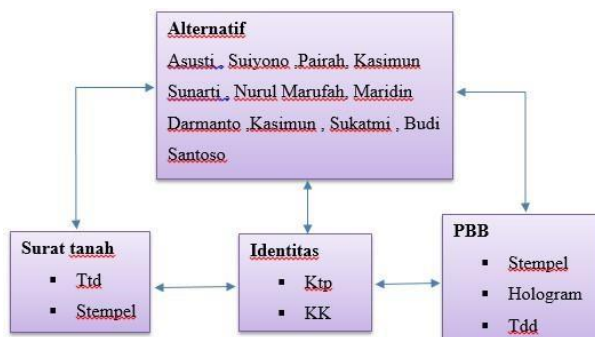 Alternatif
Asusti , Suiyono ,Pairah, Kasimun
Sunarti , Nurul Marufah, Maridin
Darmanto ,Kasimun , Sukatmi , Budi
Santoso
Surat tanah
▪ Ttd
▪ Stempel
Identitas
▪ Ktp
▪ KK
PBB
▪ Stempel
▪ Hologram
▪ Tdd